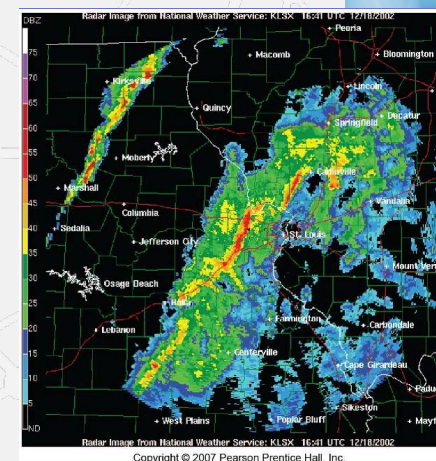 DBZ
Radar Image from National Weather Service: KLSX 16:41 UTC 12/18/2002
75
70
65
60
55
50
45
40
35
30
25
20
15
10
5
ND
Peoria
Macomb
Bloomington
Kirksville
Lincoln
Quincy
Decatur
Springfield
Moberly
Carlinville
Marshall
Vandalia
Columbia
Sedalia
Jefferson City
St. Louis
Mount Vern
Osage Beach
Rolla
Farmington
Lebanon
Carbondale
Centerville
Cape Girardeau
Padu
Sikeston
West Plains
Poplar Bluff
Mayf
Radar Image from National Weather Service: KLSX 16:41 UTC 12/18/2002
Copyright © 2007 Pearson Prentice Hall, Inc.